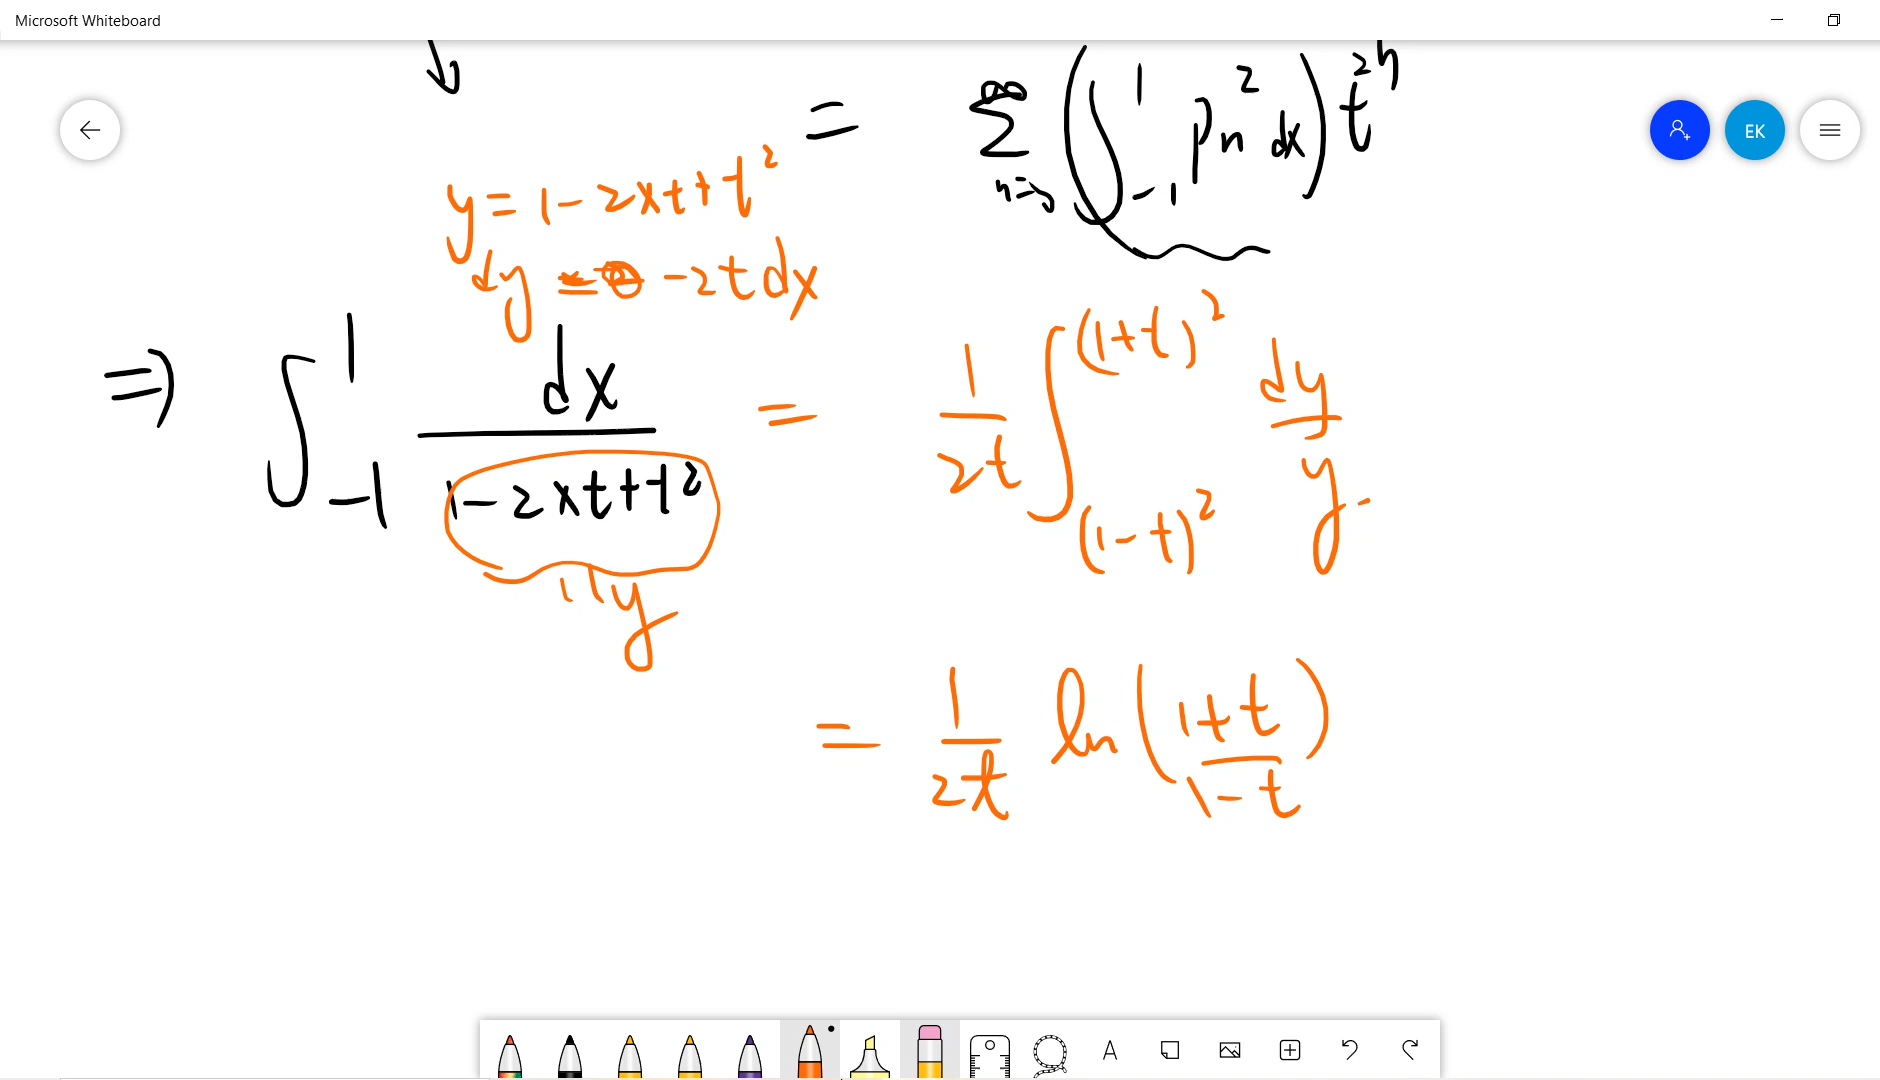 Microsoft Whiteboard
EK
= ∑_{n=0}^{∞} (∫_{-1}^{1} P_n^2 dx) t^{2n}
y = 1 - 2xt + t^2
dy = -2t dx
⇒ ∫_{-1}^{1} dx / (1 - 2xt + t^2) = 1/2t ∫_{(1-t)^2}^{(1+t)^2} dy/y.
" y
= 1/2t ln((1+t)/(1-t))
A